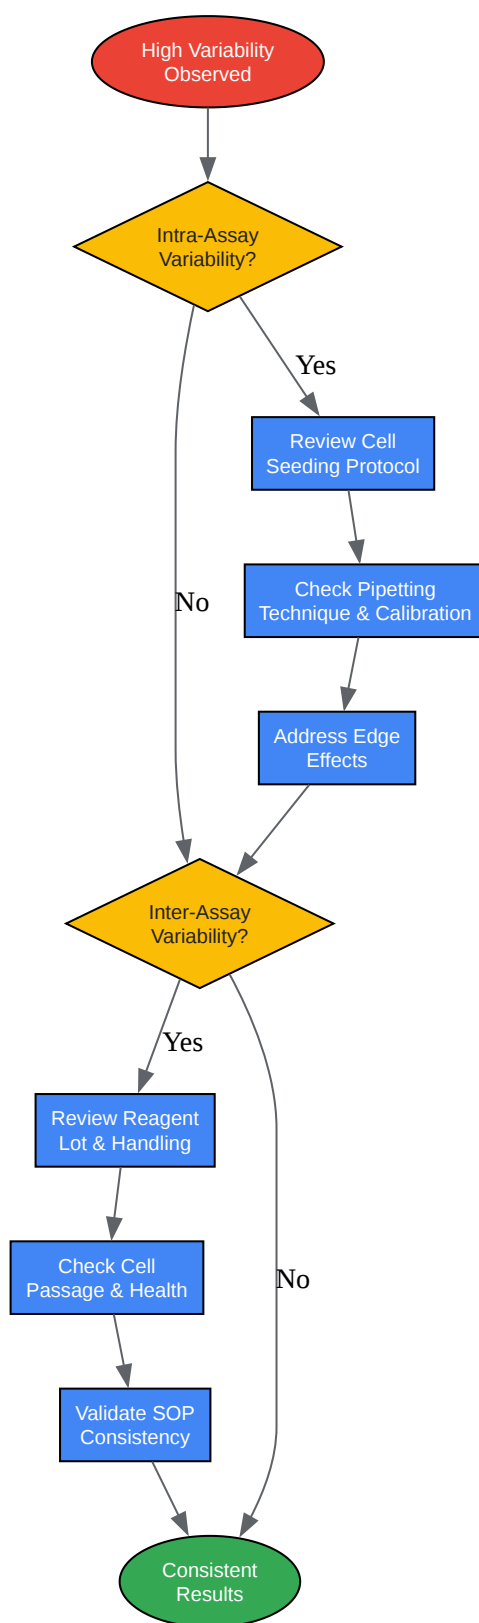 High Variability
Observed
Intra-Assay
Variability?
Yes
Review Cell
Seeding Protocol
Check Pipetting
Technique & Calibration
No
Address Edge
Effects
Inter-Assay
Variability?
Yes
Review Reagent
Lot & Handling
Check Cell
Passage & Health
No
Validate SOP
Consistency
Consistent
Results